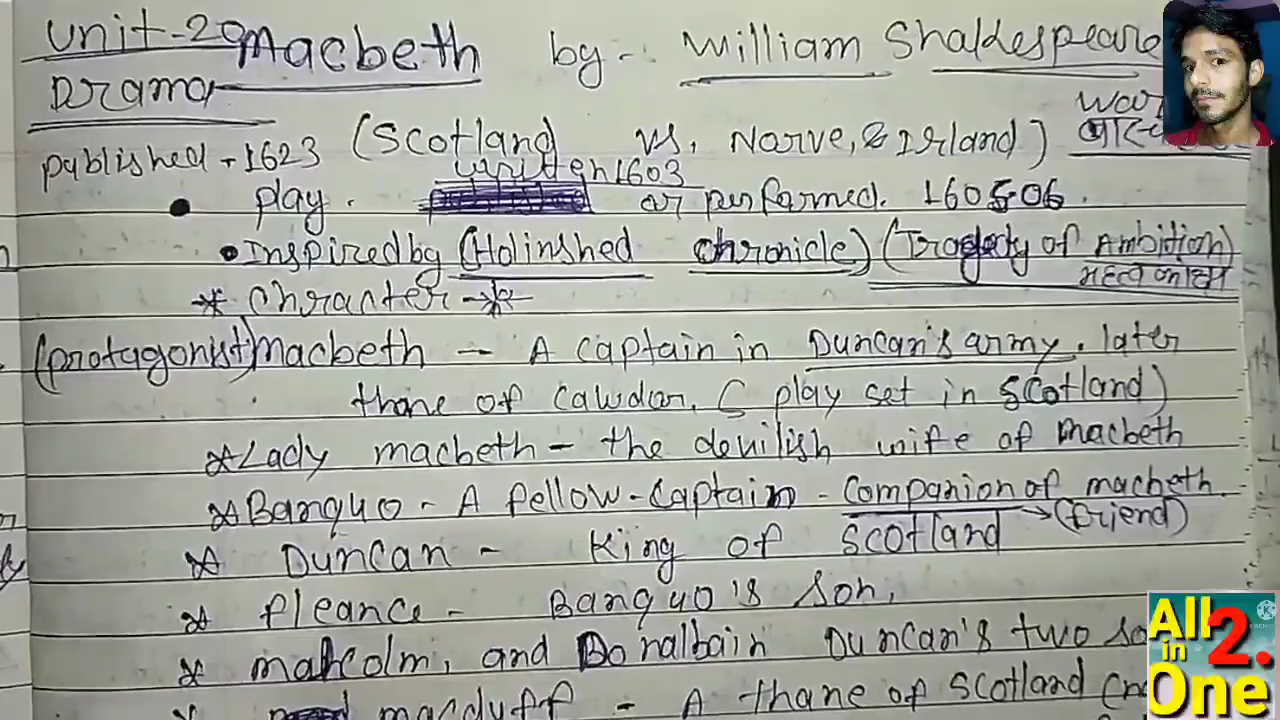 Unit-2 Macbeth by:- William Shakespeare
Drama
published - 1623 (Scotland vs, Norve, & Irland) war
written 1603
play. or performed. 1605-06.
• Inspired by (Holinshed chronicle) (Tragedy of Ambition)
* Chracter -*
(protagonist) Macbeth - A captain in Duncan's army. later
thane of cawdor. ( play set in Scotland)
* Lady macbeth - the devilish wife of Macbeth
* Banquo - A fellow-captain - companion of macbeth.
(friend)
* Duncan - King of Scotland
* fleance - Banquo's son,
* malcolm, and Donalbain Duncan's two
macduff - A thane of Scotland
All in One 2.